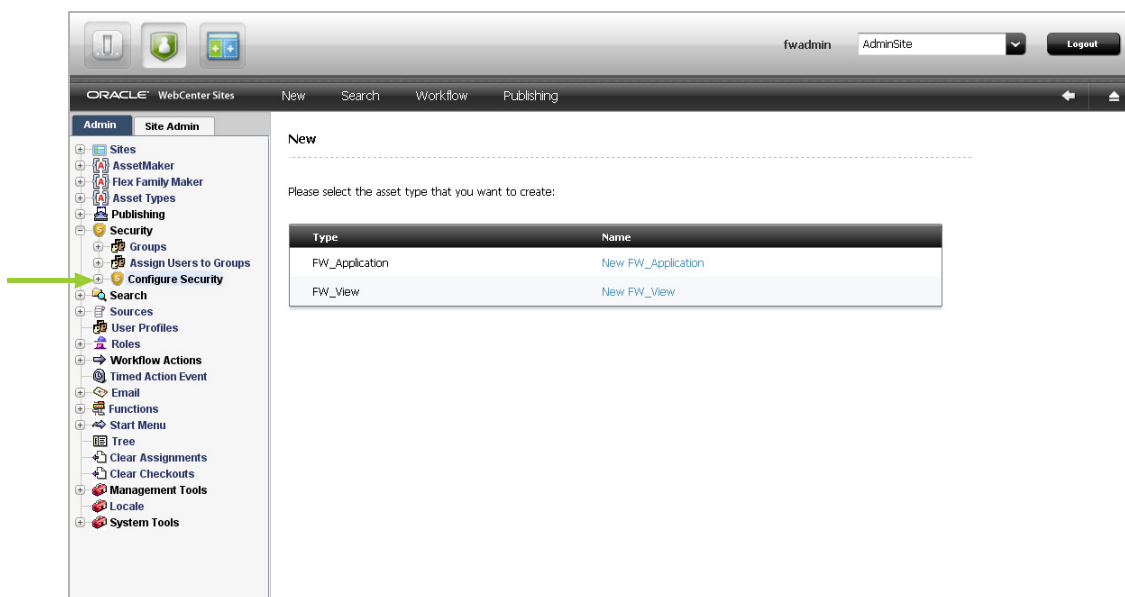 fwadmin AdminSite Logout
ORACLE WebCenter Sites New Search Workflow Publishing
Admin Site Admin
Sites
AssetMaker
Flex Family Maker
Asset Types
Publishing
Security
Groups
Assign Users to Groups
Configure Security
Search
Sources
User Profiles
Roles
Workflow Actions
Timed Action Event
Email
Functions
Start Menu
Tree
Clear Assignments
Clear Checkouts
Management Tools
Locale
System Tools
New
Please select the asset type that you want to create:
Type Name
FW_Application New FW_Application
FW_View New FW_View